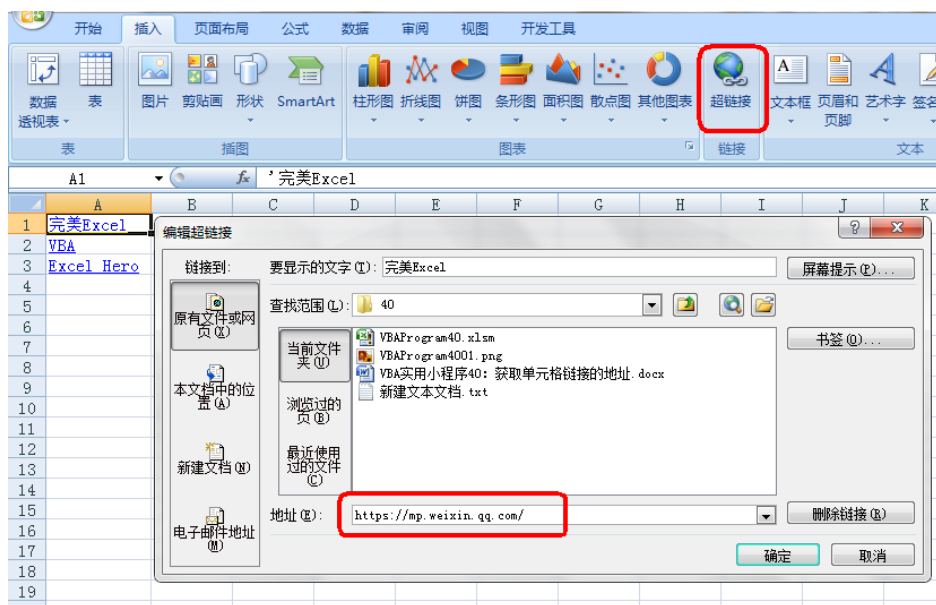 开始 插入 页面布局 公式 数据 审阅 视图 开发工具
数据透视表 表 图片 剪贴画 形状 SmartArt 柱形图 折线图 饼图 条形图 面积图 散点图 其他图表 超链接 文本框 页眉和页脚 艺术字 签名
表 插图 图表 链接 文本
A1 fx '完美Excel
A B C D E F G H I J K
1 完美Excel
2 VBA
3 Excel Hero
4
5
6
7
8
9
10
11
12
13
14
15
16
17
18
19
编辑超链接
链接到:
要显示的文字(T): 完美Excel
屏幕提示(P)...
原有文件或网页(X)
查找范围(L): 40
当前文件夹(U)
VBAProgram40.xlsm
VBAProgram4001.png
VBA实用小程序40：获取单元格链接的地址.docx
新建文本文档.txt
书签(O)...
本文档中的位置(A)
浏览过的页(B)
新建文档(N)
最近使用过的文件(C)
电子邮件地址(M)
地址(E): https://mp.weixin.qq.com/
删除链接(R)
确定 取消